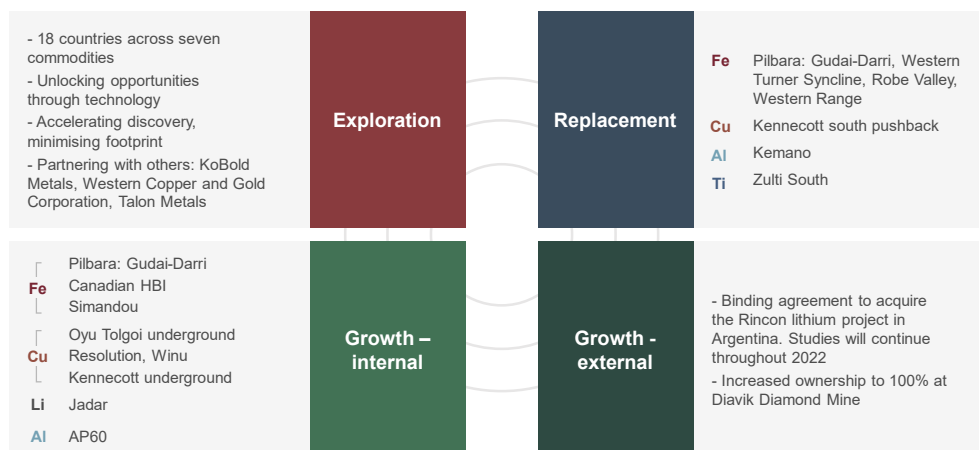 - 18 countries across seven
commodities
- Unlocking opportunities
through technology
- Accelerating discovery,
minimising footprint
- Partnering with others: KoBold
Metals, Western Copper and Gold
Corporation, Talon Metals
Exploration
Replacement
Fe Pilbara: Gudai-Darri, Western
Turner Syncline, Robe Valley,
Western Range
Cu Kennecott south pushback
Al Kemano
Ti Zulti South
Pilbara: Gudai-Darri
Fe Canadian HBI
Simandou
Oyu Tolgoi underground
Cu Resolution, Winu
Kennecott underground
Li Jadar
Al AP60
Growth –
internal
Growth -
external
- Binding agreement to acquire
the Rincon lithium project in
Argentina. Studies will continue
throughout 2022
- Increased ownership to 100% at
Diavik Diamond Mine